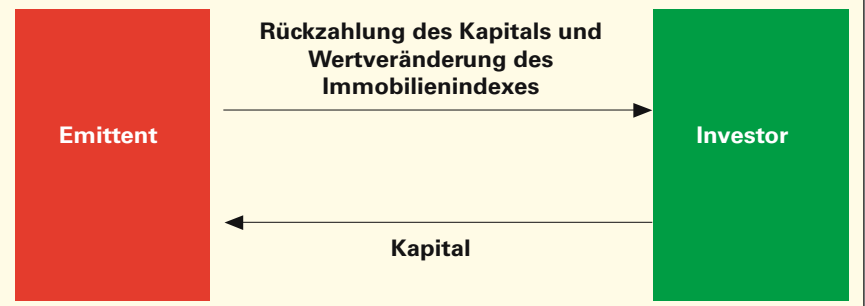 Rückzahlung des Kapitals und
Wertveränderung des
Immobilienindexes
Emittent
Investor
Kapital